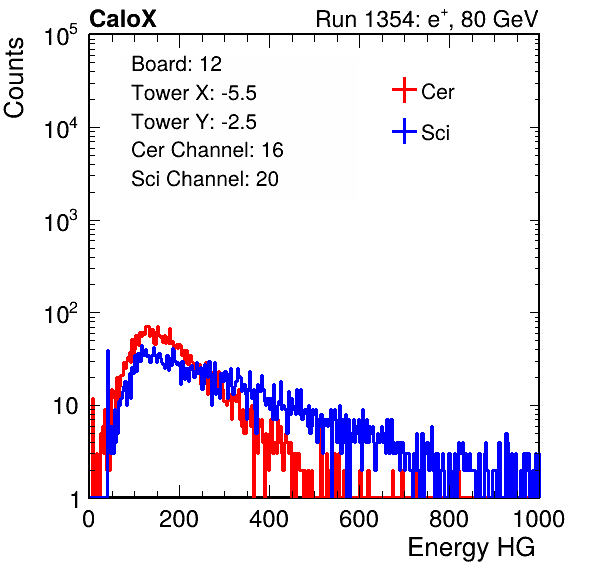 CaloX Run 1354: e⁺, 80 GeV
Counts
Board: 12
Tower X: -5.5
Tower Y: -2.5
Cer Channel: 16
Sci Channel: 20
Cer
Sci
10⁵
10⁴
10³
10²
10
1
0 200 400 600 800 1000
Energy HG